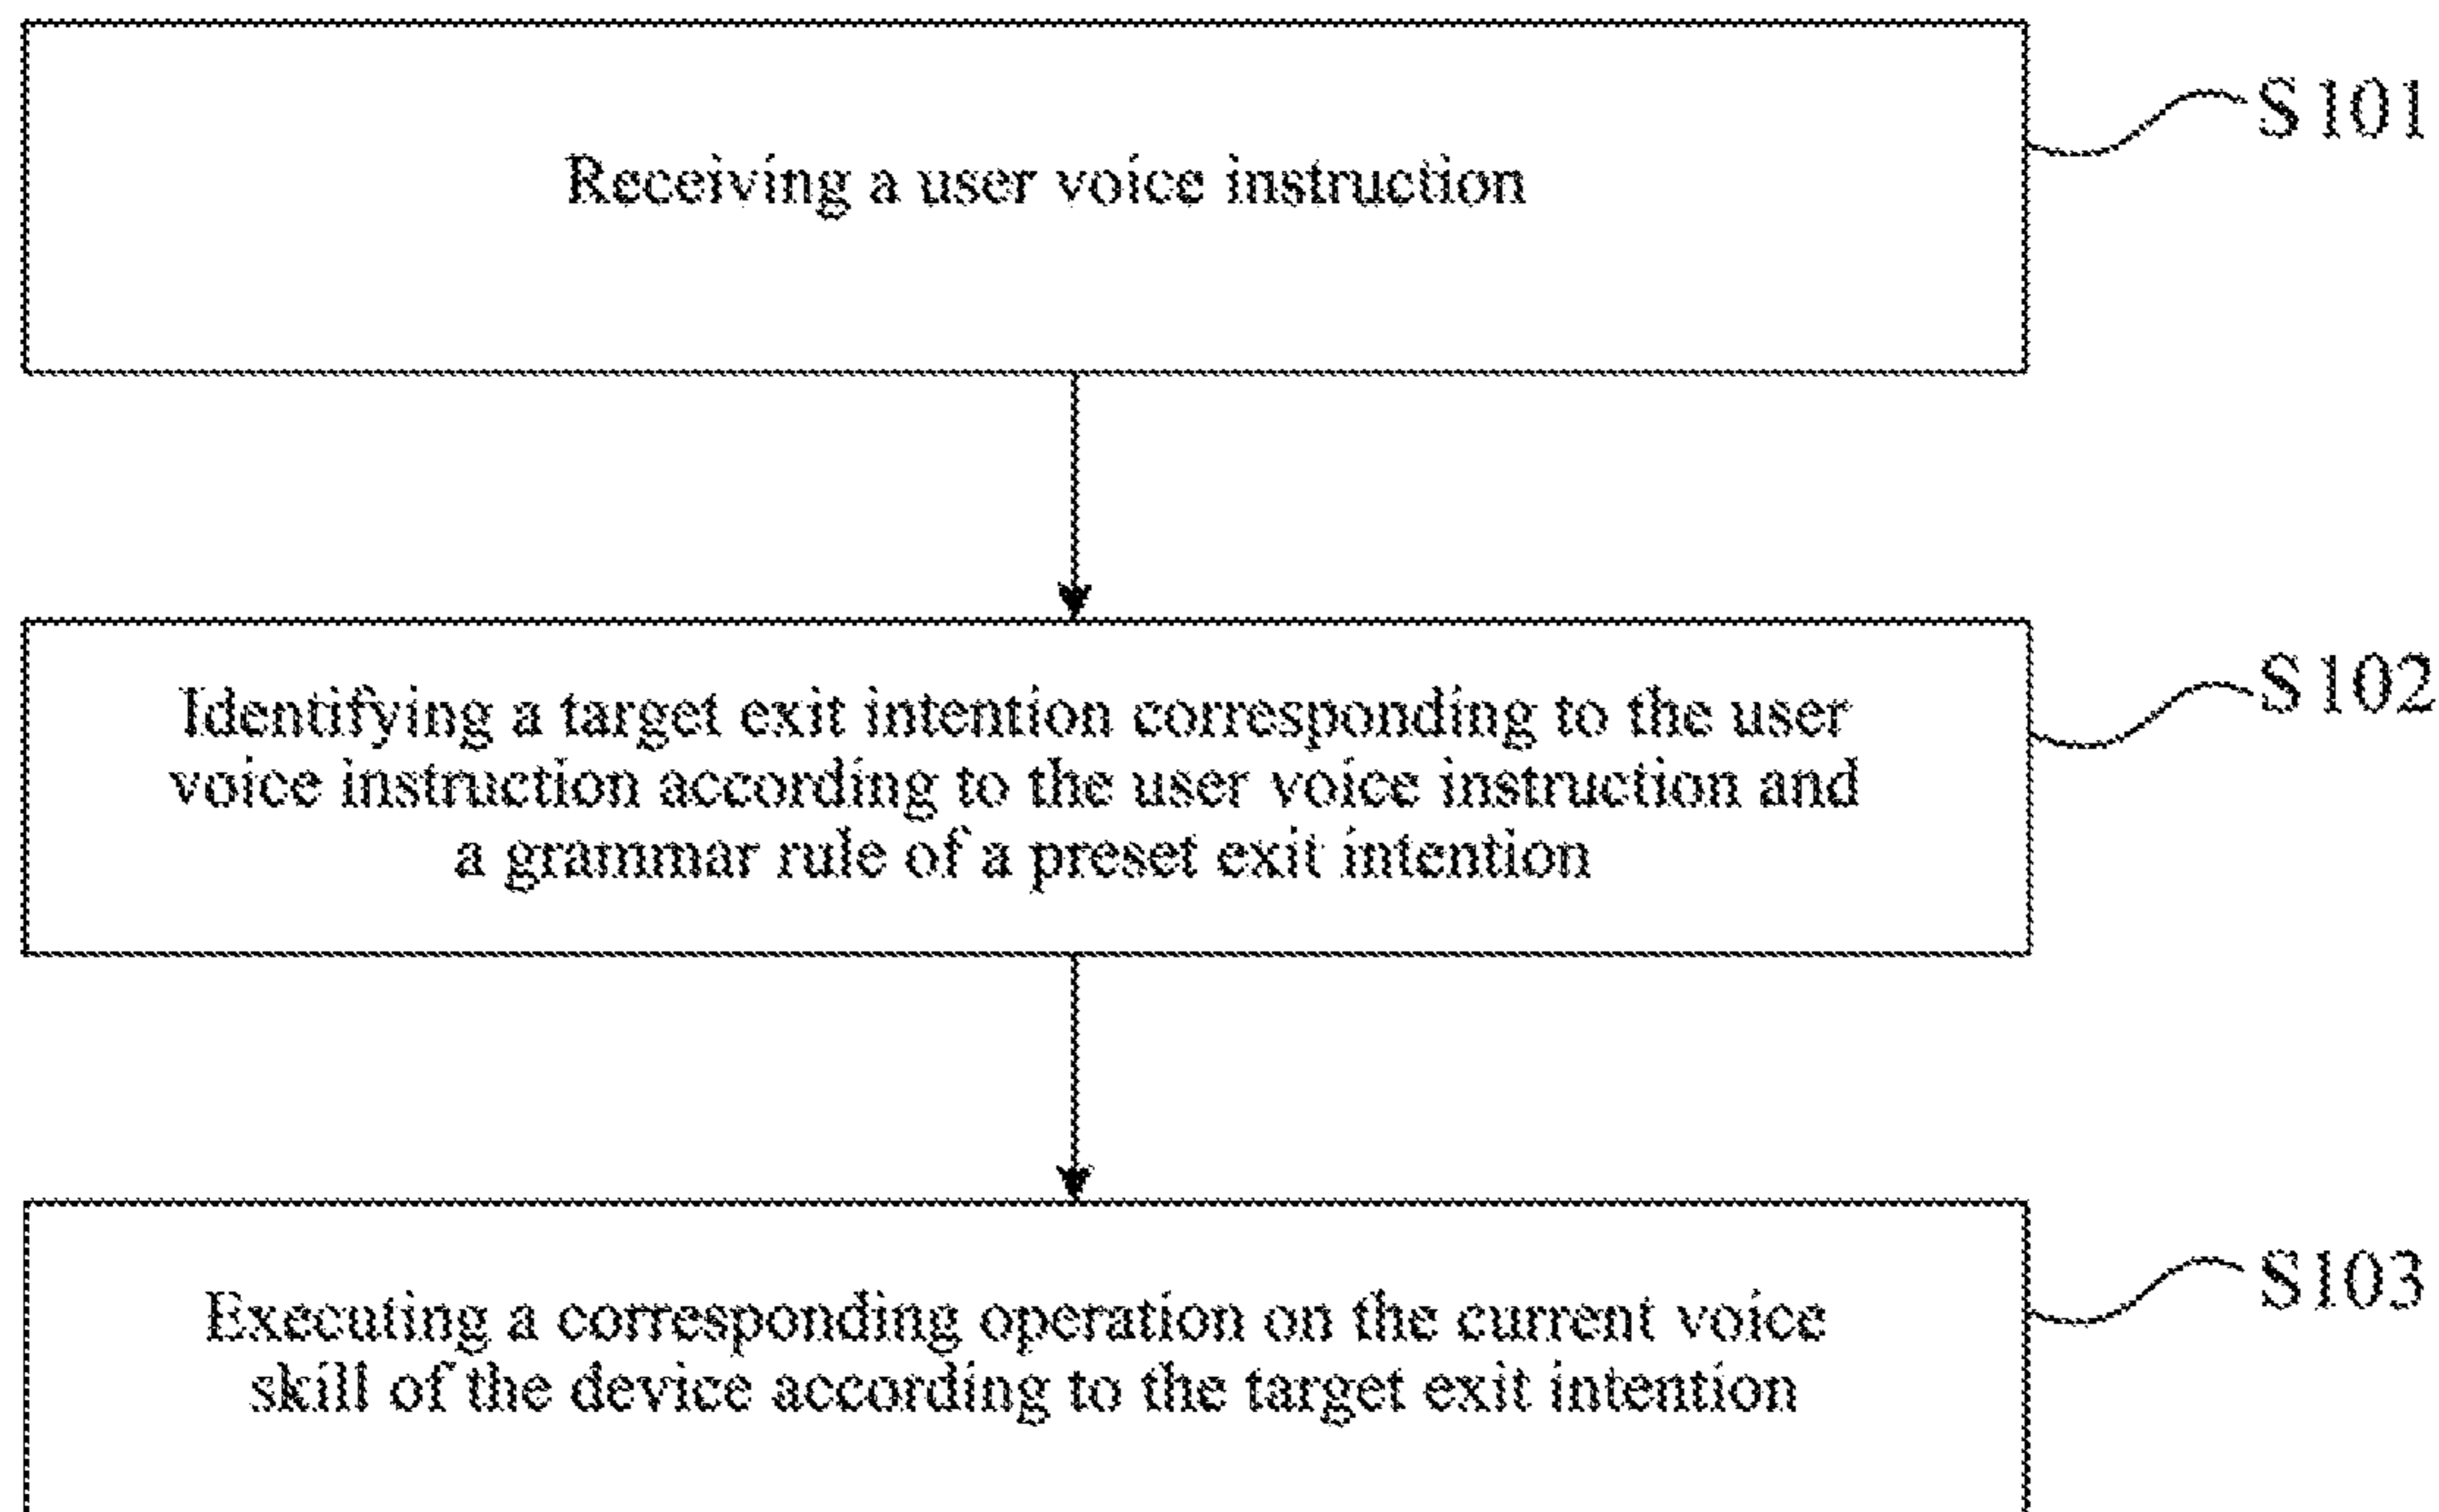 Receiving a user voice instruction
S101
Identifying a target exit intention corresponding to the user
voice instruction according to the user voice instruction and
a grammar rule of a preset exit intention
S102
Executing a corresponding operation on the current voice
skill of the device according to the target exit intention
S103